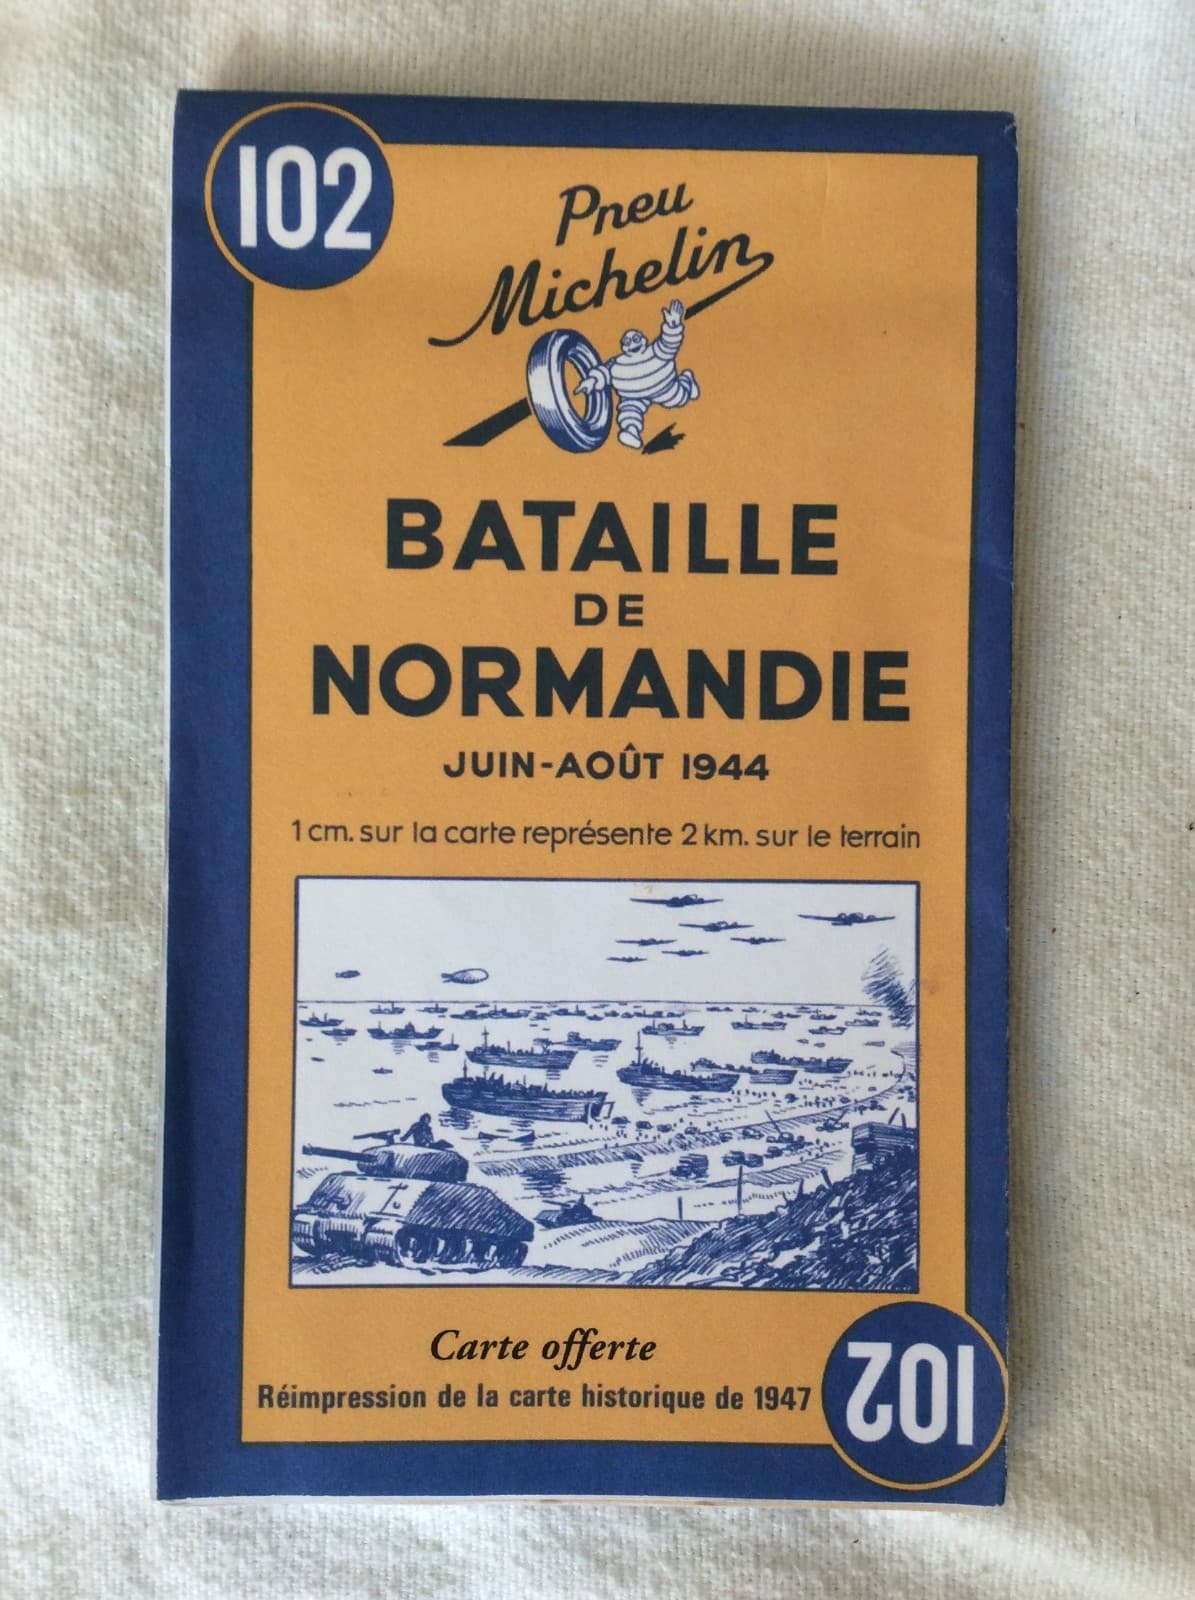 102
Pneu
Michelin
BATAILLE
DE
NORMANDIE
JUIN-AOÛT 1944
1 cm. sur la carte représente 2 km. sur le terrain
Carte offerte
Réimpression de la carte historique de 1947
102